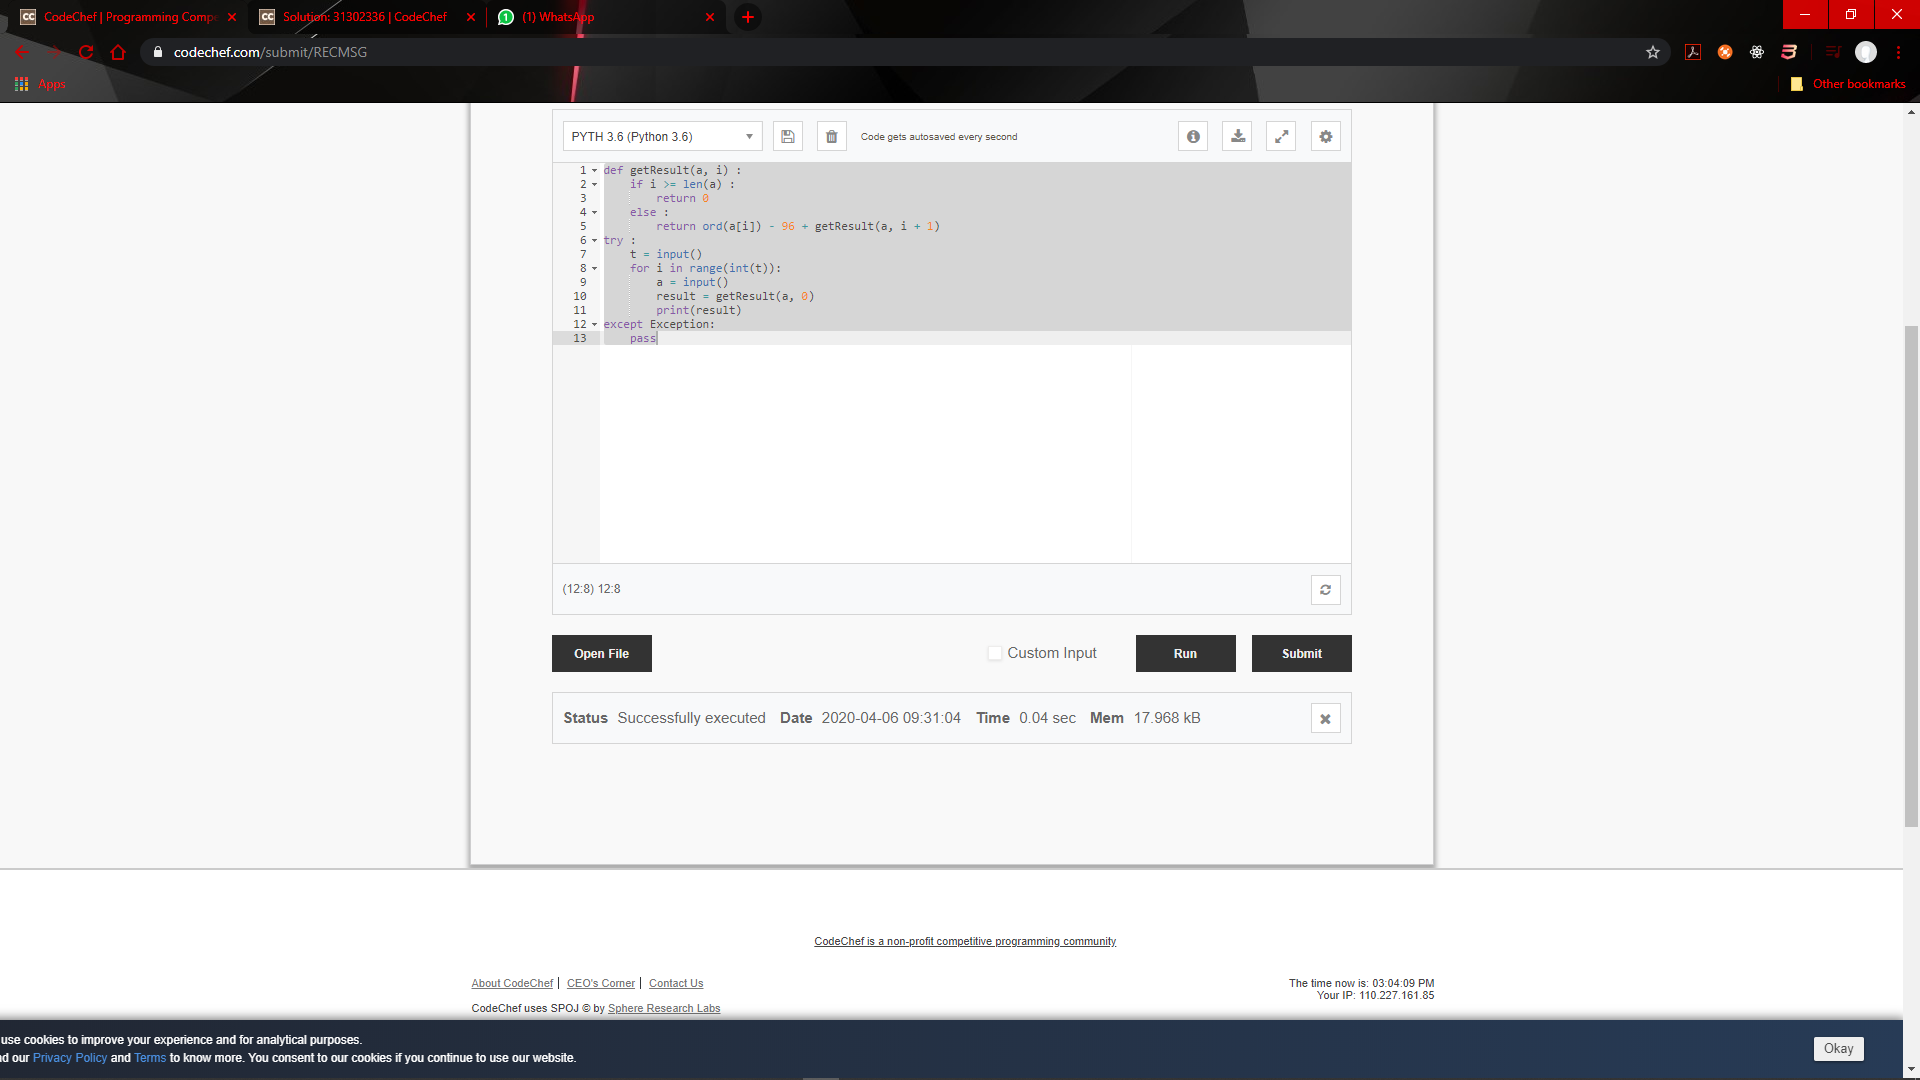 CodeChef | Programming Compe
Solution: 31302336 | CodeChef
(1) WhatsApp
codechef.com/submit/RECMSG
Apps
Other bookmarks
PYTH 3.6 (Python 3.6)
Code gets autosaved every second
1 def getResult(a, i) :
2 if i >= len(a) :
3 return 0
4 else :
5 return ord(a[i]) - 96 + getResult(a, i + 1)
6 try :
7 t = input()
8 for i in range(int(t)):
9 a = input()
10 result = getResult(a, 0)
11 print(result)
12 except Exception:
13 pass
(12:8) 12:8
Open File
Custom Input
Run
Submit
Status Successfully executed Date 2020-04-06 09:31:04 Time 0.04 sec Mem 17.968 kB
CodeChef is a non-profit competitive programming community
About CodeChef | CEO's Corner | Contact Us
The time now is: 03:04:09 PM
Your IP: 110.227.161.85
CodeChef uses SPOJ © by Sphere Research Labs
use cookies to improve your experience and for analytical purposes.
d our Privacy Policy and Terms to know more. You consent to our cookies if you continue to use our website.
Okay